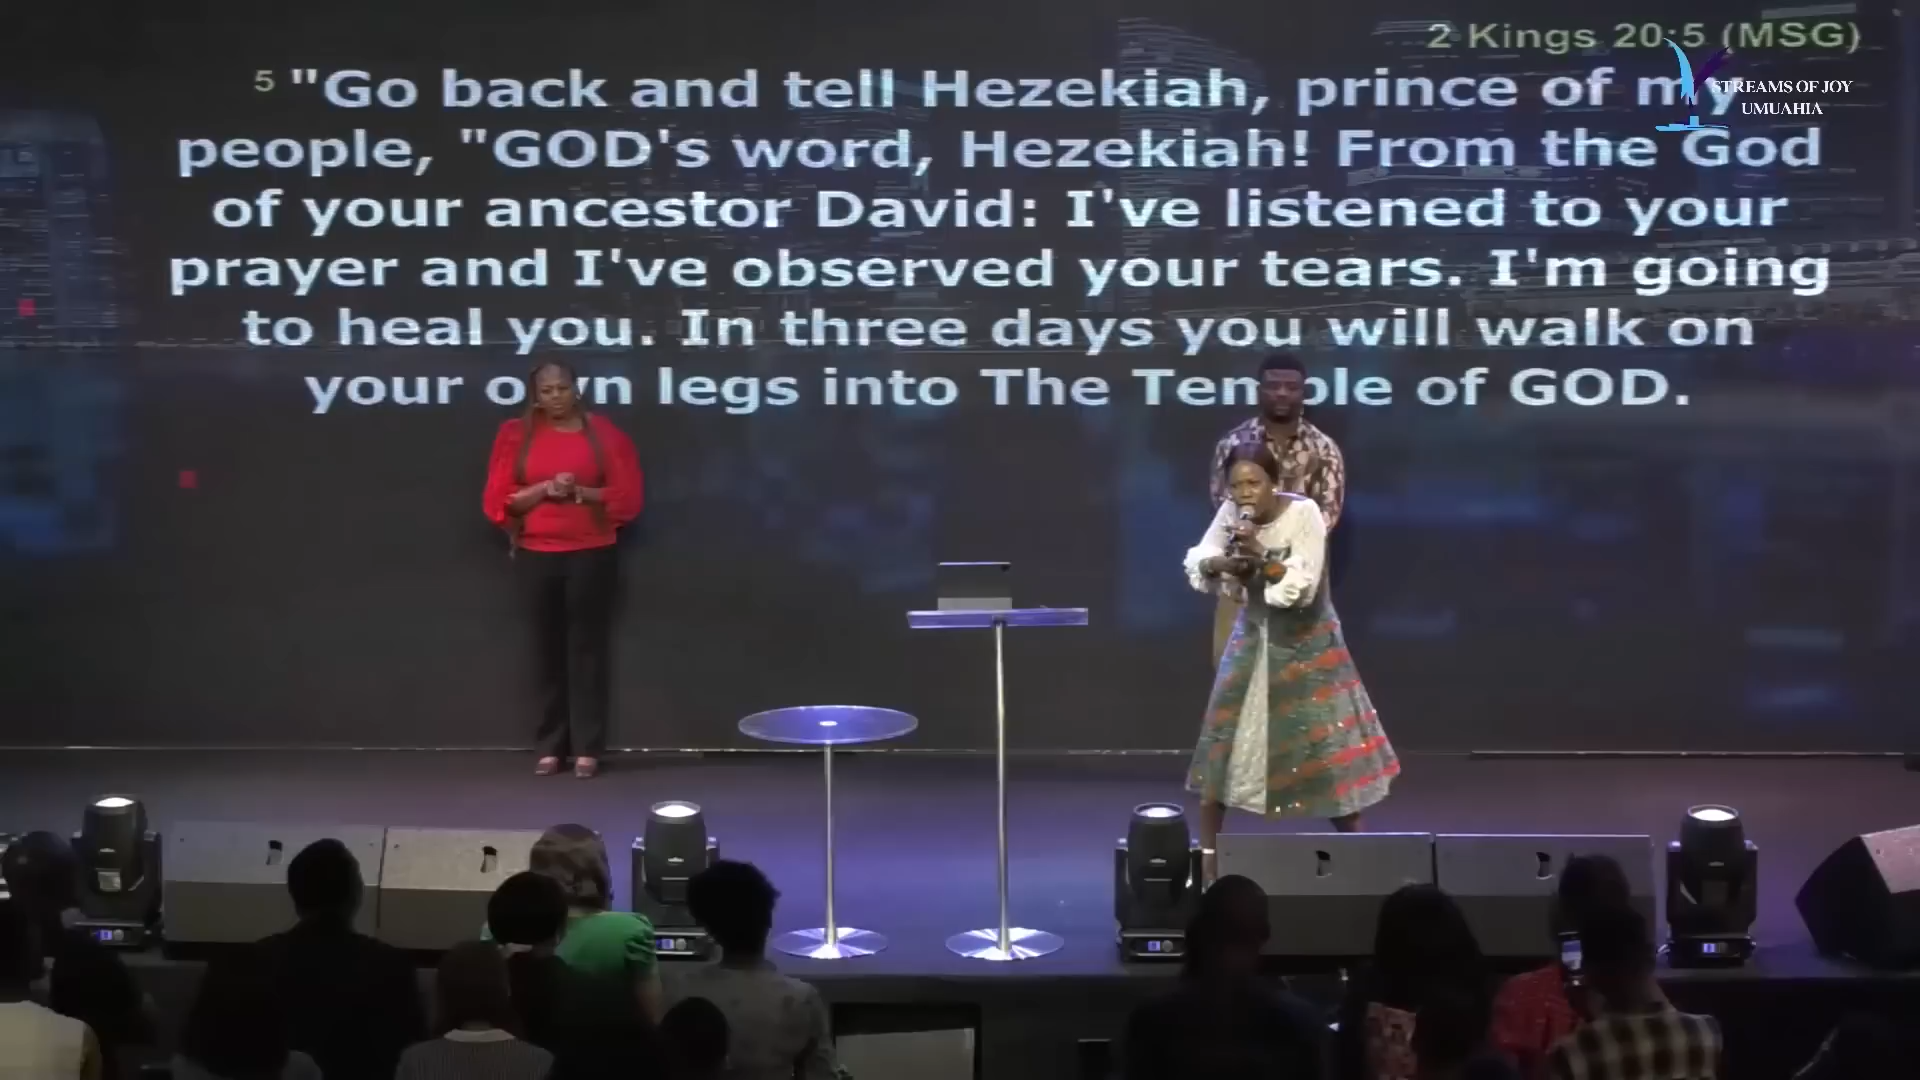 2 Kings 20:5 (MSG)
5 "Go back and tell Hezekiah, prince of my
people, "GOD's word, Hezekiah! From the God
of your ancestor David: I've listened to your
prayer and I've observed your tears. I'm going
to heal you. In three days you will walk on
your own legs into The Temple of GOD.
STREAMS OF JOY
UMUAHIA